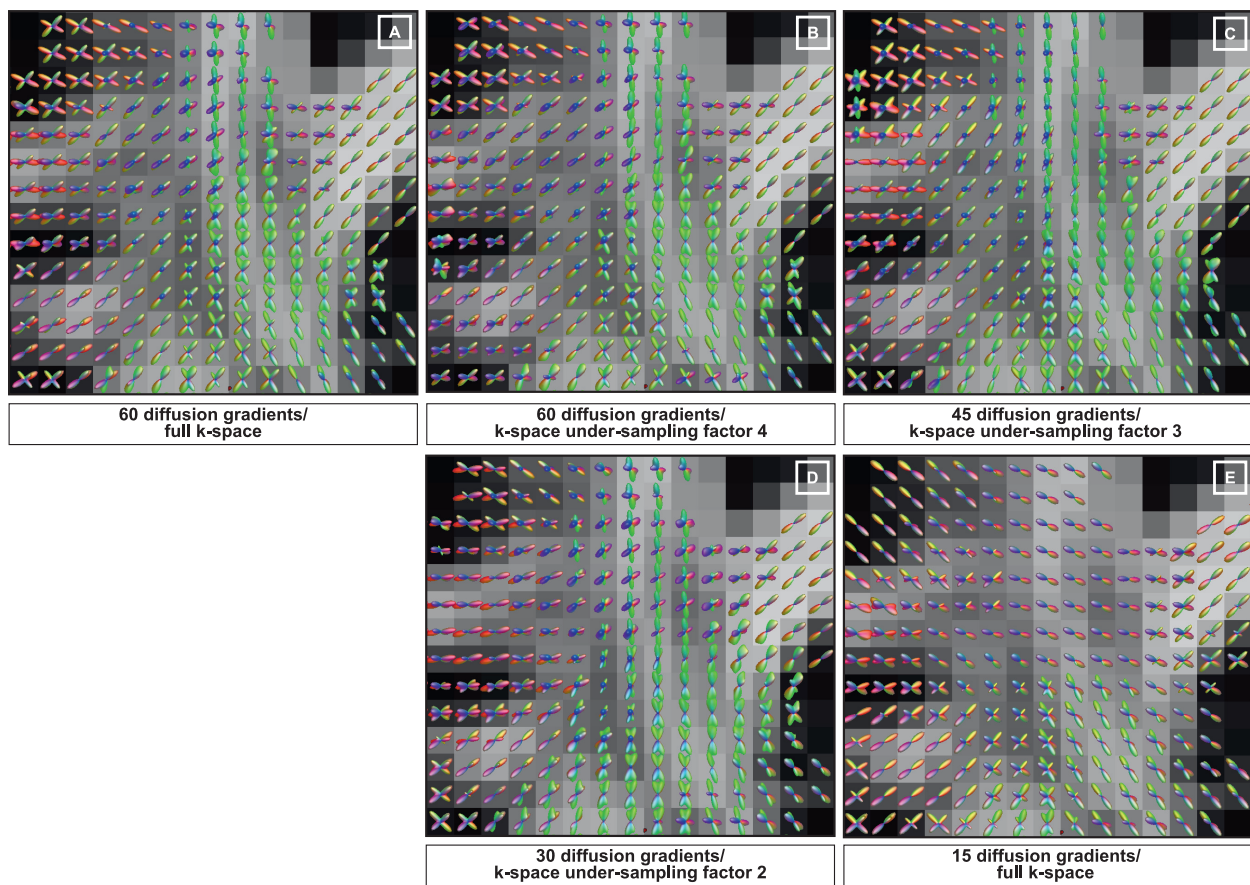 A
B
C
60 diffusion gradients/
full k-space
60 diffusion gradients/
k-space under-sampling factor 4
45 diffusion gradients/
k-space under-sampling factor 3
D
E
30 diffusion gradients/
k-space under-sampling factor 2
15 diffusion gradients/
full k-space